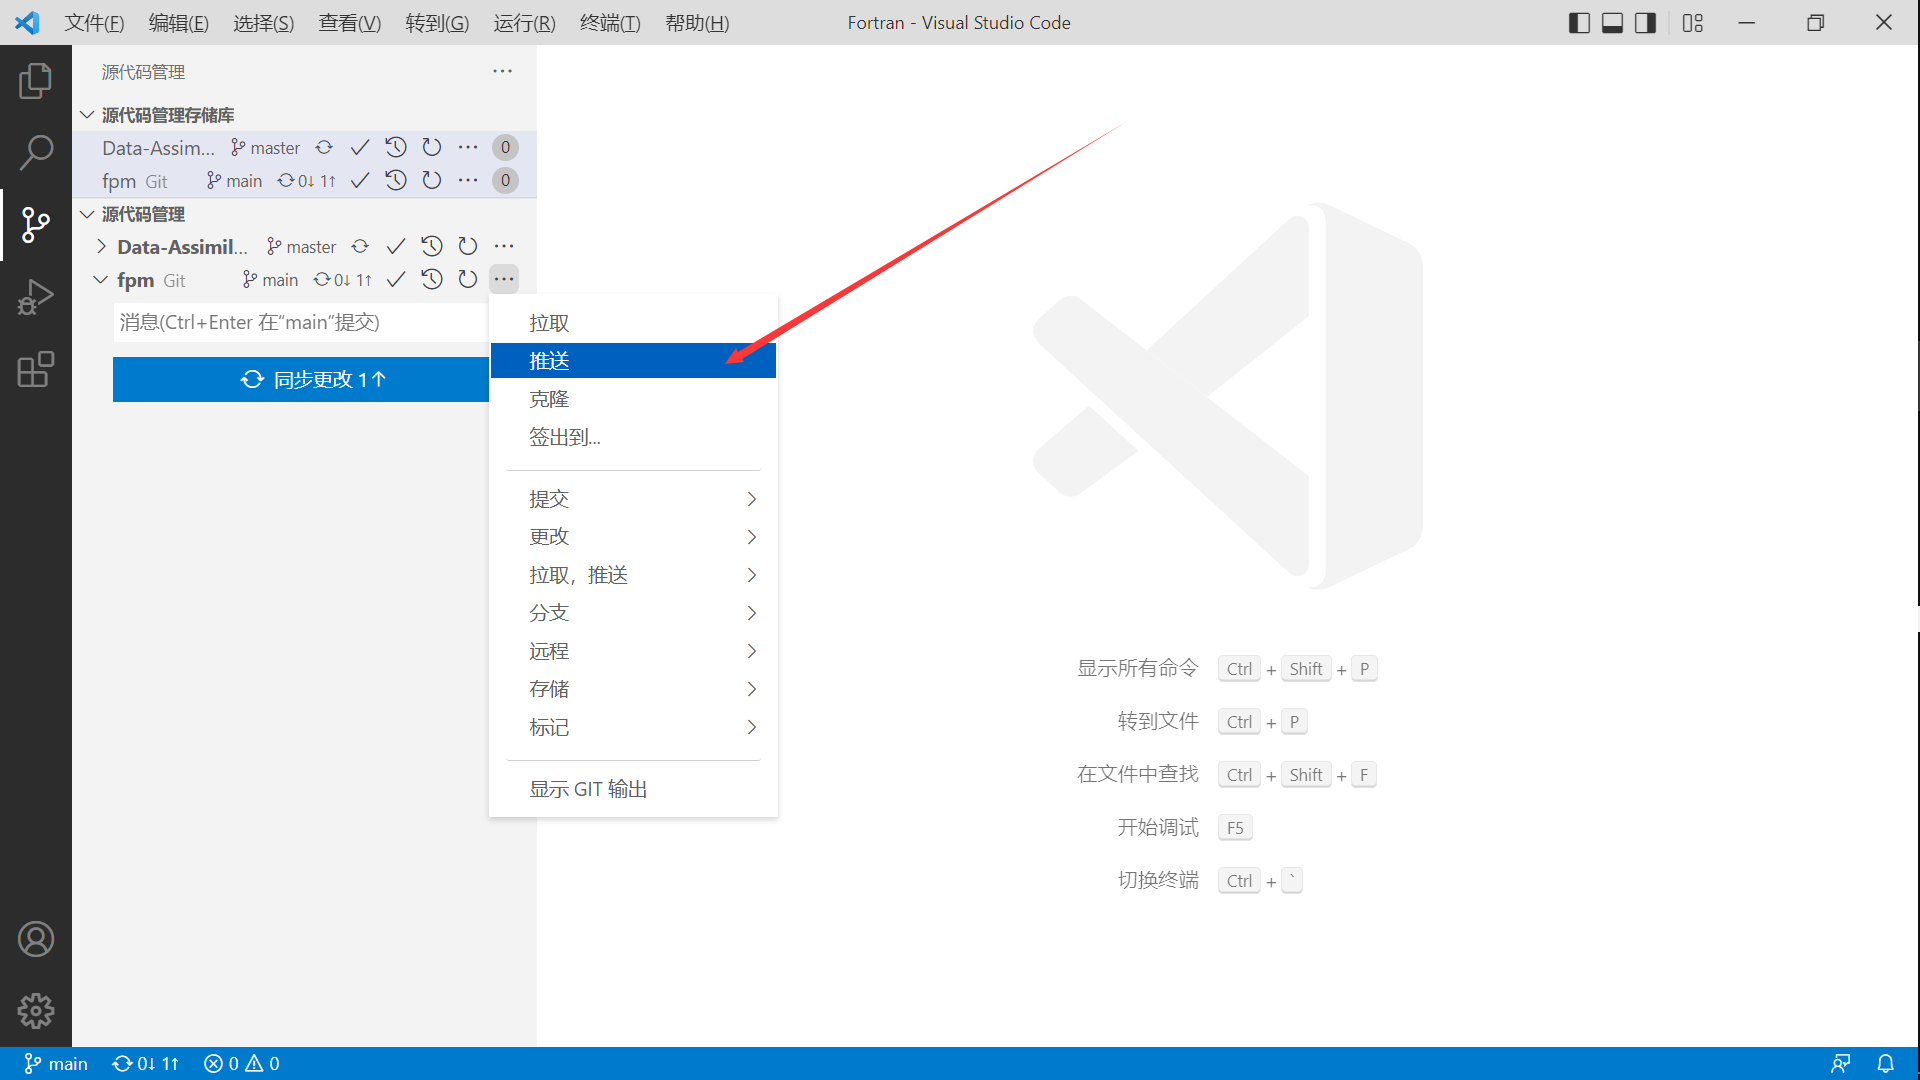 文件(F) 编辑(E) 选择(S) 查看(V) 转到(G) 运行(R) 终端(T) 帮助(H) Fortran - Visual Studio Code
源代码管理
源代码管理存储库
Data-Assim... master 0
fpm Git main 0↓ 1↑ 0
源代码管理
Data-Assimil... master
fpm Git main 0↓ 1↑
消息(Ctrl+Enter 在“main”提交)
同步更改 1↑
拉取
推送
克隆
签出到...
提交
更改
拉取，推送
分支
远程
存储
标记
显示 GIT 输出
显示所有命令 Ctrl + Shift + P
转到文件 Ctrl + P
在文件中查找 Ctrl + Shift + F
开始调试 F5
切换终端 Ctrl + `
main 0↓ 1↑ 0 0